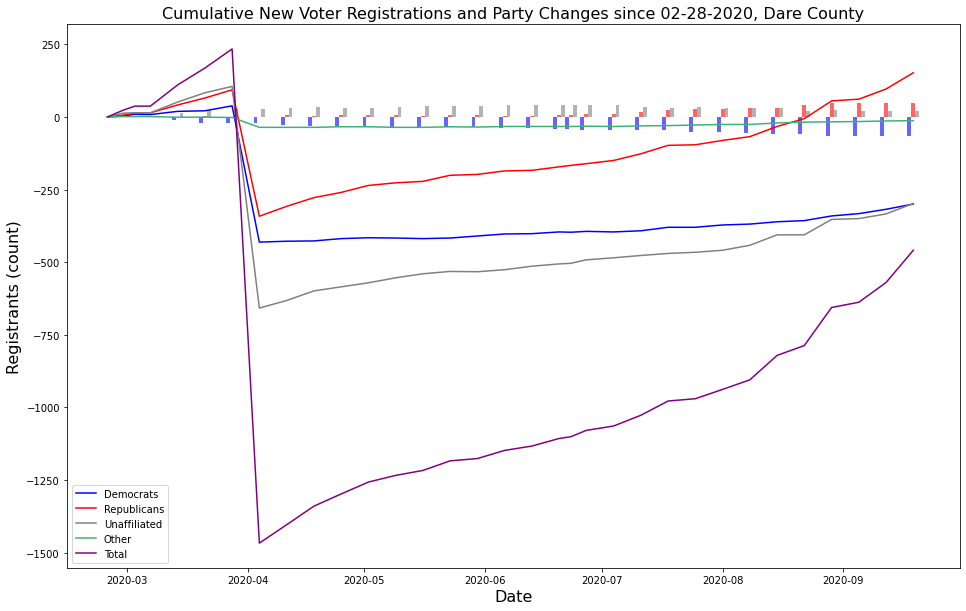 Cumulative New Voter Registrations and Party Changes since 02-28-2020, Dare County
Registrants (count)
250
0
−250
−500
−750
−1000
−1250
−1500
Democrats
Republicans
Unaffiliated
Other
Total
2020-03
2020-04
2020-05
2020-06
2020-07
2020-08
2020-09
Date